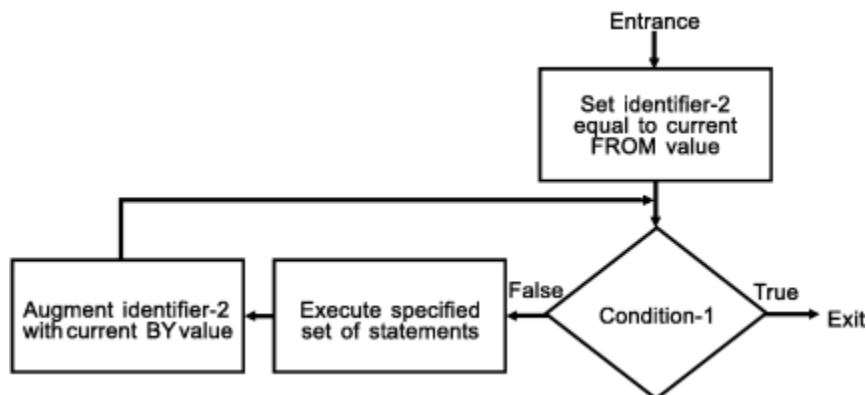 Entrance
Set identifier-2
equal to current
FROM value
False
True
Condition-1
Exit
Execute specified
set of statements
Augment identifier-2
with current BY value